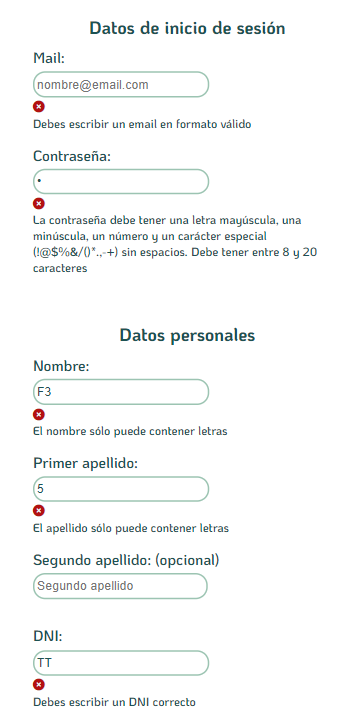 Datos de inicio de sesión
Mail:
nombre@email.com
Debes escribir un email en formato válido
Contraseña:
•
La contraseña debe tener una letra mayúscula, una
minúscula, un número y un carácter especial
(!@$%&/()*.,-+) sin espacios. Debe tener entre 8 y 20
caracteres
Datos personales
Nombre:
F3
El nombre sólo puede contener letras
Primer apellido:
5
El apellido sólo puede contener letras
Segundo apellido: (opcional)
Segundo apellido
DNI:
TT
Debes escribir un DNI correcto